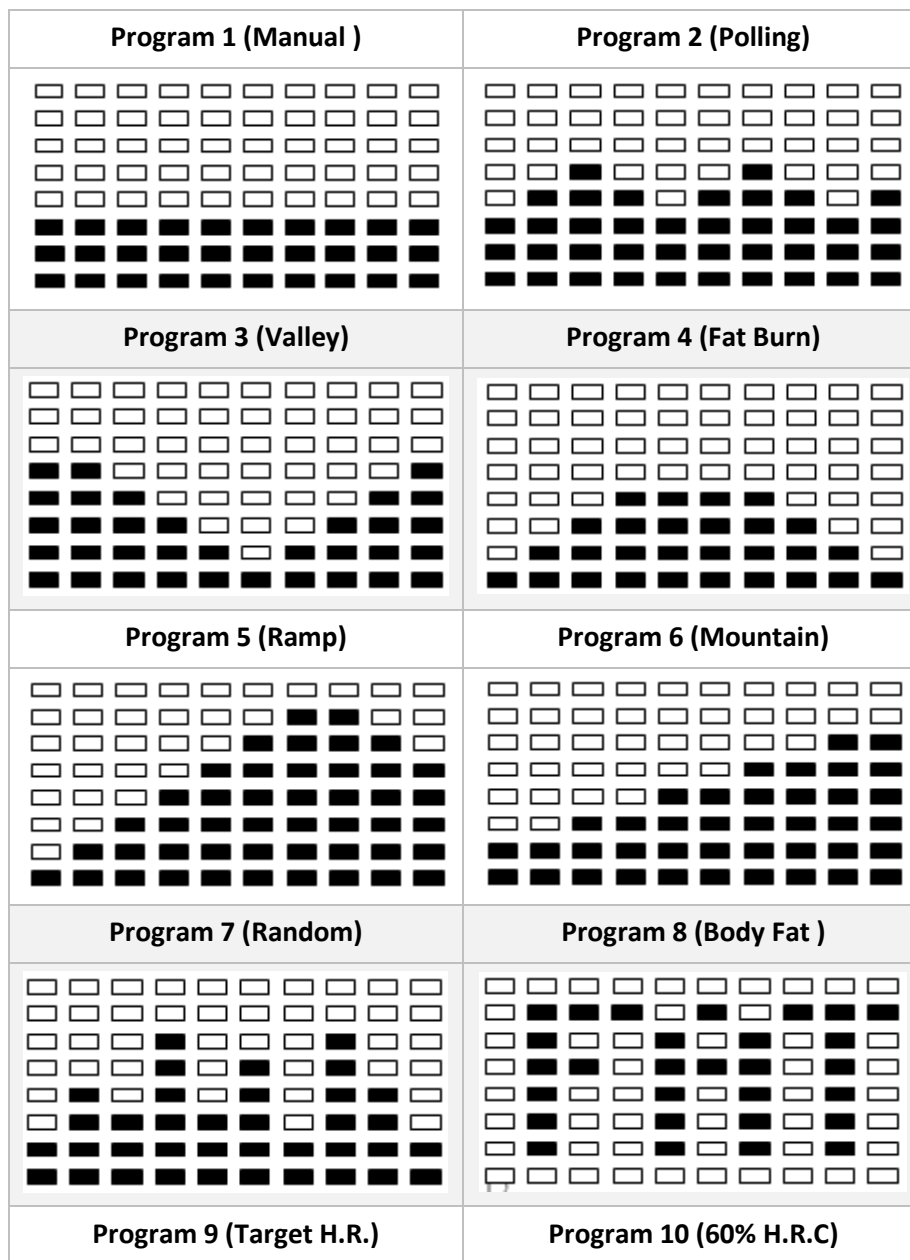 Program 1 (Manual )
Program 2 (Polling)
Program 3 (Valley)
Program 4 (Fat Burn)
Program 5 (Ramp)
Program 6 (Mountain)
Program 7 (Random)
Program 8 (Body Fat )
FAT
Program 9 (Target H.R.)
Program 10 (60% H.R.C)